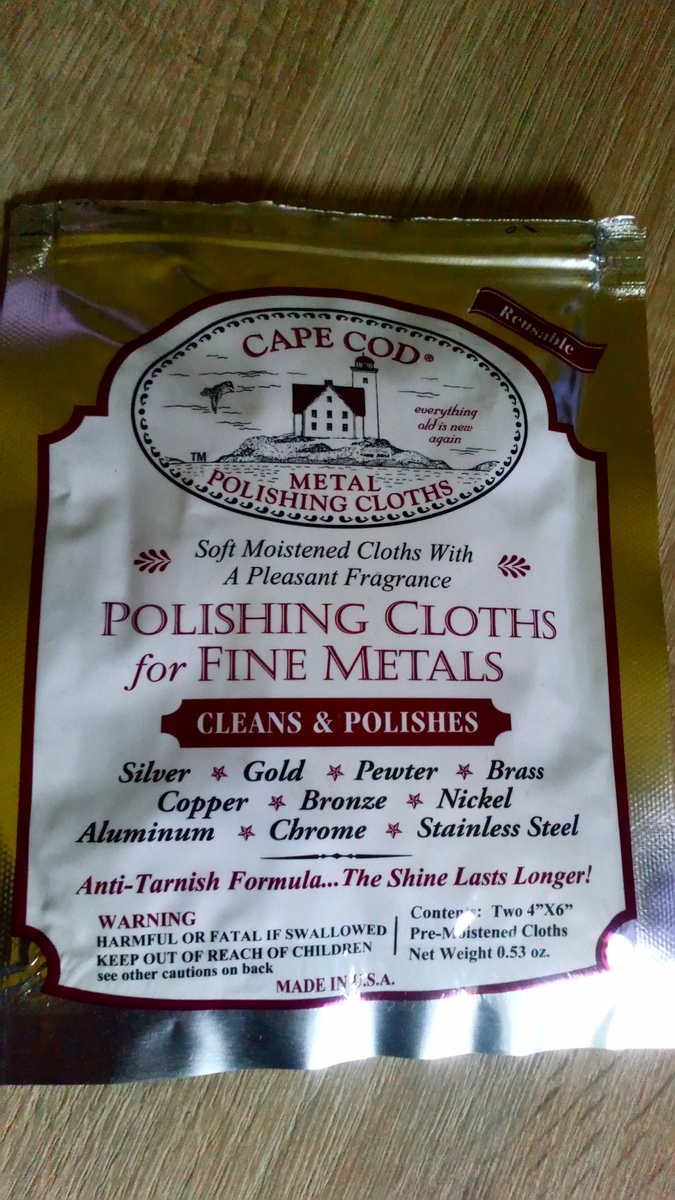 Reusable
CAPE COD®
everything
old is new
again
TM
METAL
POLISHING CLOTHS
Soft Moistened Cloths With
A Pleasant Fragrance
POLISHING CLOTHS
for FINE METALS
CLEANS & POLISHES
Silver Gold Pewter Brass
Copper Bronze Nickel
Aluminum Chrome Stainless Steel
Anti-Tarnish Formula...The Shine Lasts Longer!
WARNING
HARMFUL OR FATAL IF SWALLOWED
KEEP OUT OF REACH OF CHILDREN
see other cautions on back
Contents: Two 4"X6"
Pre-Moistened Cloths
Net Weight 0.53 oz.
MADE IN U.S.A.